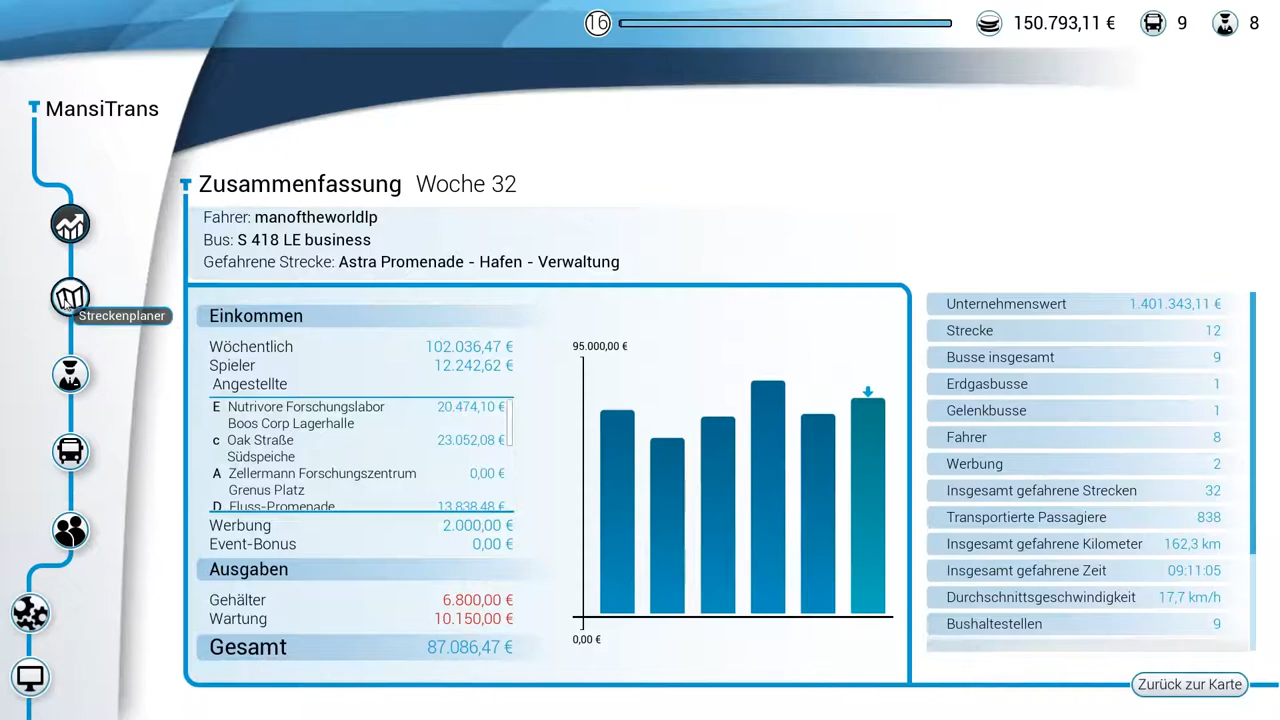 16
150.793,11 €
9
8
MansiTrans
Streckenplaner
Zusammenfassung Woche 32
Fahrer: manoftheworldlp
Bus: S 418 LE business
Gefahrene Strecke: Astra Promenade - Hafen - Verwaltung
Einkommen
Wöchentlich 102.036,47 €
Spieler 12.242,62 €
Angestellte
E Nutrivore Forschungslabor 20.474,10 €
Boos Corp Lagerhalle
c Oak Straße 23.052,08 €
Südspeiche
A Zellermann Forschungszentrum 0,00 €
Grenus Platz
D Fluss-Promenade 13.838,48 €
Werbung 2.000,00 €
Event-Bonus 0,00 €
Ausgaben
Gehälter 6.800,00 €
Wartung 10.150,00 €
Gesamt 87.086,47 €
95.000,00 €
0,00 €
Unternehmenswert 1.401.343,11 €
Strecke 12
Busse insgesamt 9
Erdgasbusse 1
Gelenkbusse 1
Fahrer 8
Werbung 2
Insgesamt gefahrene Strecken 32
Transportierte Passagiere 838
Insgesamt gefahrene Kilometer 162,3 km
Insgesamt gefahrene Zeit 09:11:05
Durchschnittsgeschwindigkeit 17,7 km/h
Bushaltestellen 9
Zurück zur Karte